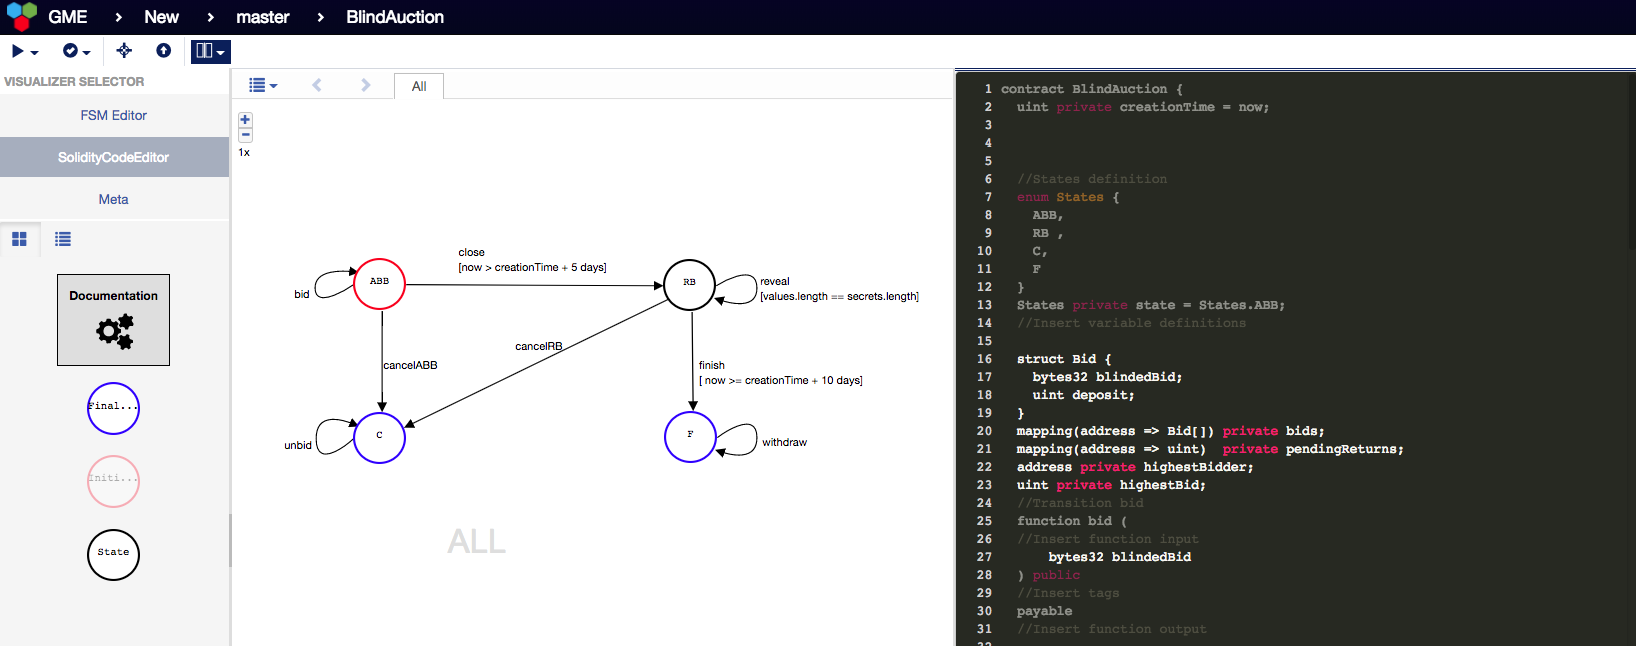 GME > New > master > BlindAuction
VISUALIZER SELECTOR
FSM Editor
SolidityCodeEditor
Meta
Documentation
Final...
Initi...
State
All
+
−
1x
close
[now > creationTime + 5 days]
ABB
bid
RB
reveal
[values.length == secrets.length]
cancelRB
cancelABB
finish
[ now >= creationTime + 10 days]
unbid
C
F
withdraw
ALL
1 contract BlindAuction {
2 uint private creationTime = now;
3
4
5
6 //States definition
7 enum States {
8 ABB,
9 RB ,
10 C,
11 F
12 }
13 States private state = States.ABB;
14 //Insert variable definitions
15
16 struct Bid {
17 bytes32 blindedBid;
18 uint deposit;
19 }
20 mapping(address => Bid[]) private bids;
21 mapping(address => uint)  private pendingReturns;
22 address private highestBidder;
23 uint private highestBid;
24 //Transition bid
25 function bid (
26 //Insert function input
27 bytes32 blindedBid
28 ) public
29 //Insert tags
30 payable
31 //Insert function output